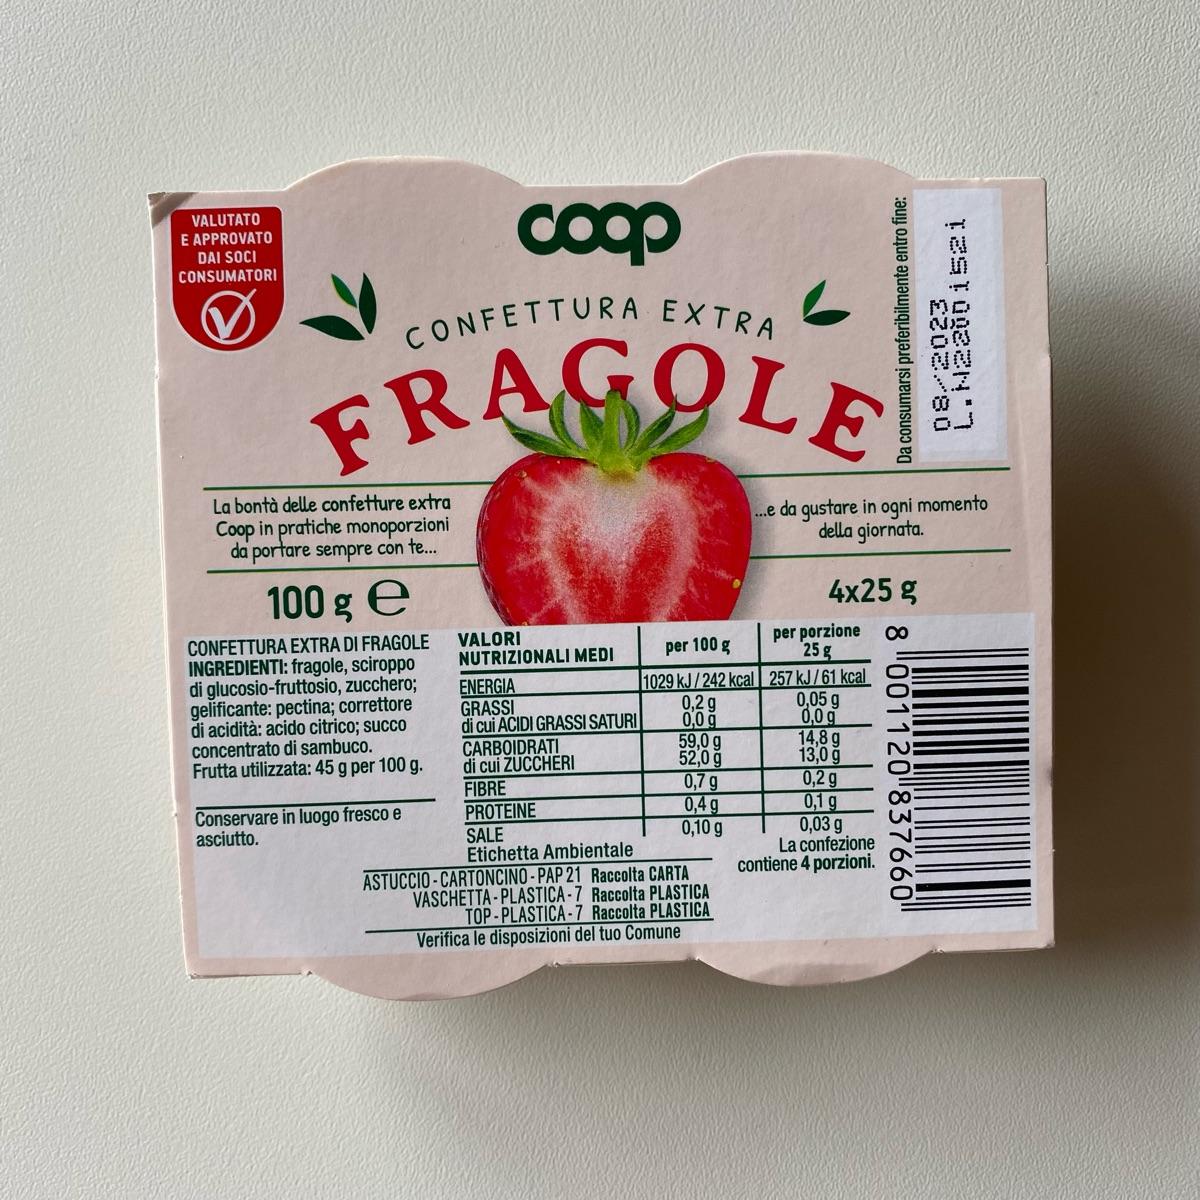 VALUTATO
E APPROVATO
DAI SOCI
CONSUMATORI
coop
CONFETTURA EXTRA
FRAGOLE
Da consumarsi preferibilmente entro fine:
08/2023
La bontà delle confetture extra
Coop in pratiche monoporzioni
da portare sempre con te...
...e da gustare in ogni momento
della giornata.
100 g ℮
4x25 g
CONFETTURA EXTRA DI FRAGOLE
INGREDIENTI: fragole, sciroppo
di glucosio-fruttosio, zucchero;
gelificante: pectina; correttore
di acidità: acido citrico; succo
concentrato di sambuco.
Frutta utilizzata: 45 g per 100 g.
Conservare in luogo fresco e
asciutto.
VALORI
NUTRIZIONALI MEDI
per 100 g
per porzione
25 g
ENERGIA 1029 kJ / 242 kcal 257 kJ / 61 kcal
GRASSI 0,2 g 0,05 g
di cui ACIDI GRASSI SATURI 0,0 g 0,0 g
CARBOIDRATI 59,0 g 14,8 g
di cui ZUCCHERI 52,0 g 13,0 g
FIBRE 0,7 g 0,2 g
PROTEINE 0,4 g 0,1 g
SALE 0,10 g 0,03 g
La confezione
contiene 4 porzioni.
Etichetta Ambientale
ASTUCCIO - CARTONCINO - PAP 21 Raccolta CARTA
VASCHETTA - PLASTICA - 7 Raccolta PLASTICA
TOP - PLASTICA - 7 Raccolta PLASTICA
Verifica le disposizioni del tuo Comune
8 001120 837660